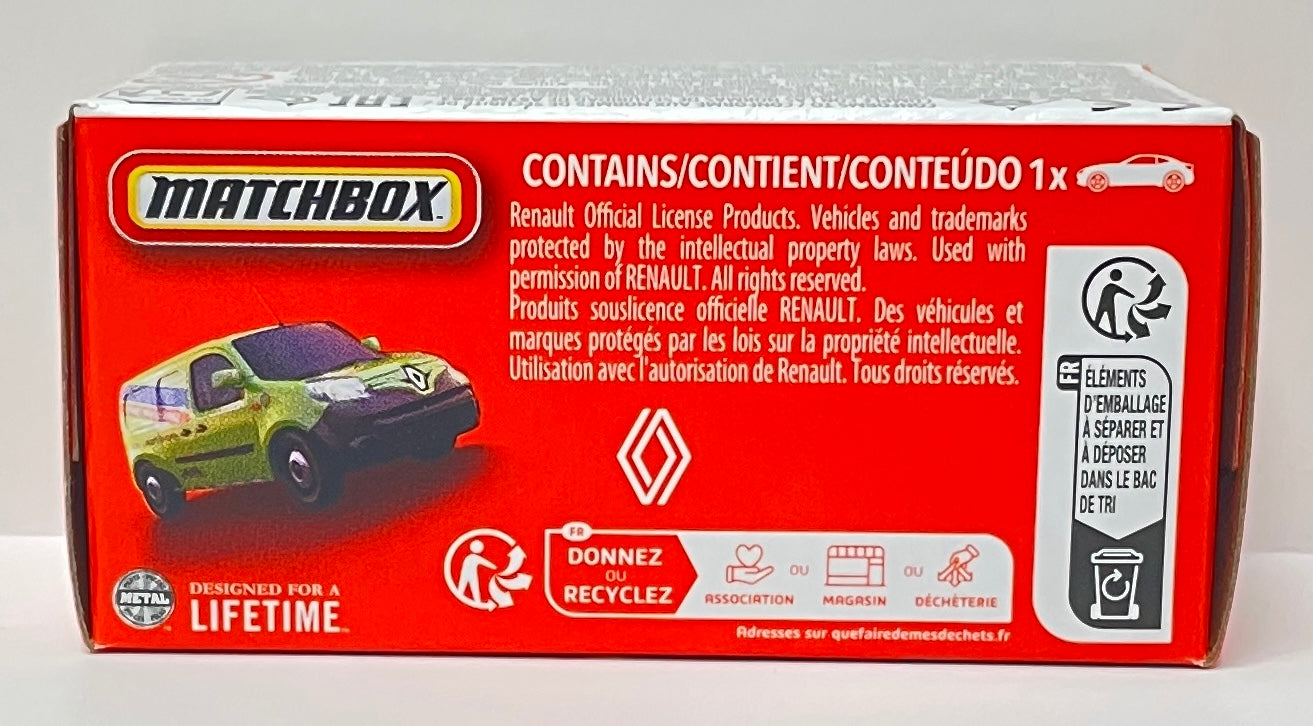 MATCHBOX
CONTAINS/CONTIENT/CONTEÚDO 1x
Renault Official License Products. Vehicles and trademarks
protected by the intellectual property laws. Used with
permission of RENAULT. All rights reserved.
Produits souslicence officielle RENAULT. Des véhicules et
marques protégés par les lois sur la propriété intellectuelle.
Utilisation avec l'autorisation de Renault. Tous droits réservés.
FR
ÉLÉMENTS
D'EMBALLAGE
À SÉPARER ET
À DÉPOSER
DANS LE BAC
DE TRI
METAL
DESIGNED FOR A
LIFETIME™
FR
DONNEZ
OU
RECYCLEZ
ASSOCIATION
OU
MAGASIN
OU
DÉCHÈTERIE
Adresses sur quefairedemesdechets.fr